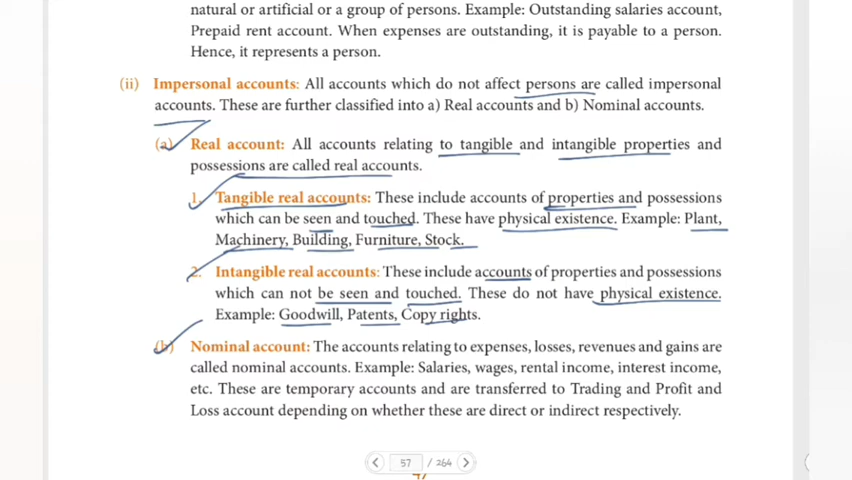 natural or artificial or a group of persons. Example: Outstanding salaries account,
Prepaid rent account. When expenses are outstanding, it is payable to a person.
Hence, it represents a person.
(ii) Impersonal accounts: All accounts which do not affect persons are called impersonal
accounts. These are further classified into a) Real accounts and b) Nominal accounts.
(a) Real account: All accounts relating to tangible and intangible properties and
possessions are called real accounts.
1. Tangible real accounts: These include accounts of properties and possessions
which can be seen and touched. These have physical existence. Example: Plant,
Machinery, Building, Furniture, Stock.
2. Intangible real accounts: These include accounts of properties and possessions
which can not be seen and touched. These do not have physical existence.
Example: Goodwill, Patents, Copy rights.
(b) Nominal account: The accounts relating to expenses, losses, revenues and gains are
called nominal accounts. Example: Salaries, wages, rental income, interest income,
etc. These are temporary accounts and are transferred to Trading and Profit and
Loss account depending on whether these are direct or indirect respectively.
57 / 264